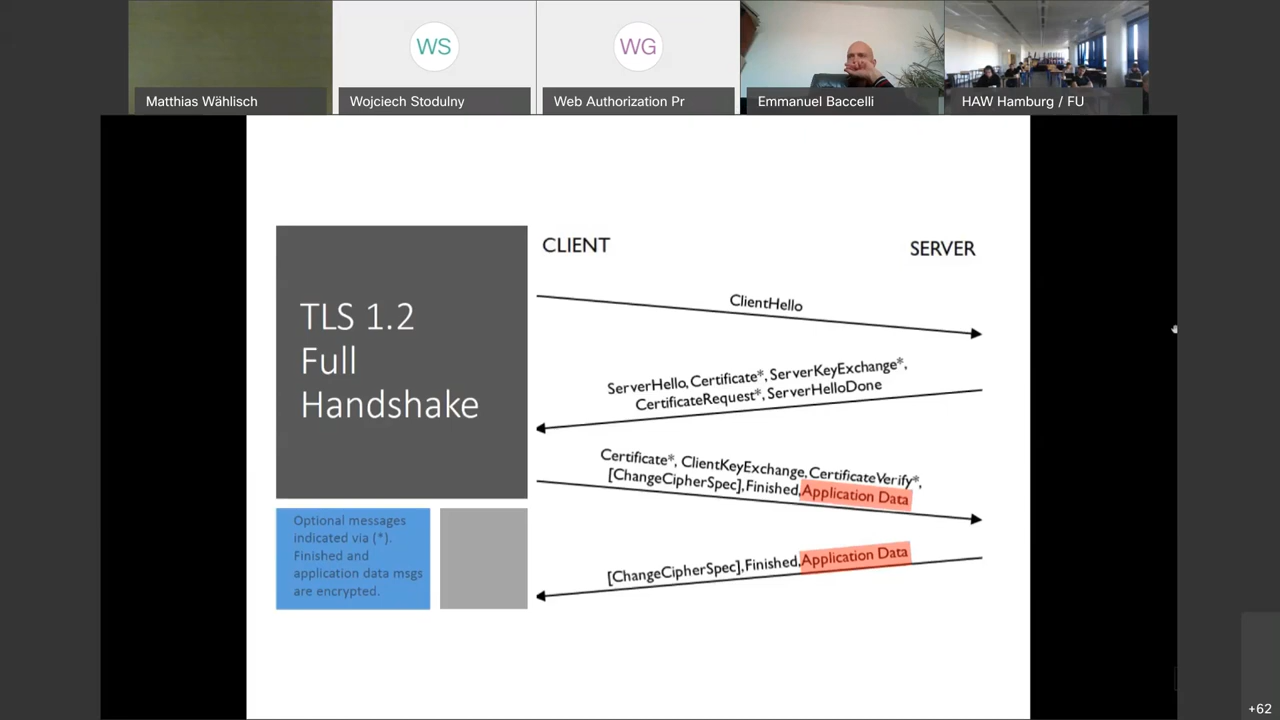 WS
WG
Matthias Wählisch
Wojciech Stodulny
Web Authorization Pr
Emmanuel Baccelli
HAW Hamburg / FU
TLS 1.2
Full
Handshake
Optional messages
indicated via (*).
Finished and
application data msgs
are encrypted.
CLIENT
SERVER
ClientHello
ServerHello, Certificate*, ServerKeyExchange*,
CertificateRequest*, ServerHelloDone
Certificate*, ClientKeyExchange, CertificateVerify*,
[ChangeCipherSpec], Finished, Application Data
[ChangeCipherSpec], Finished, Application Data
+62